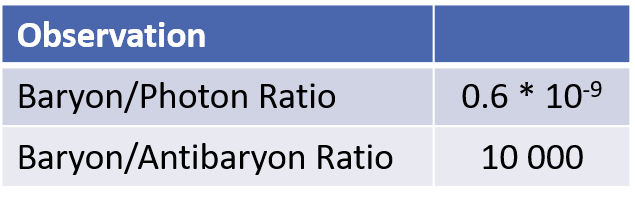 Observation
Baryon/Photon Ratio 0.6 * 10⁻⁹
Baryon/Antibaryon Ratio 10 000